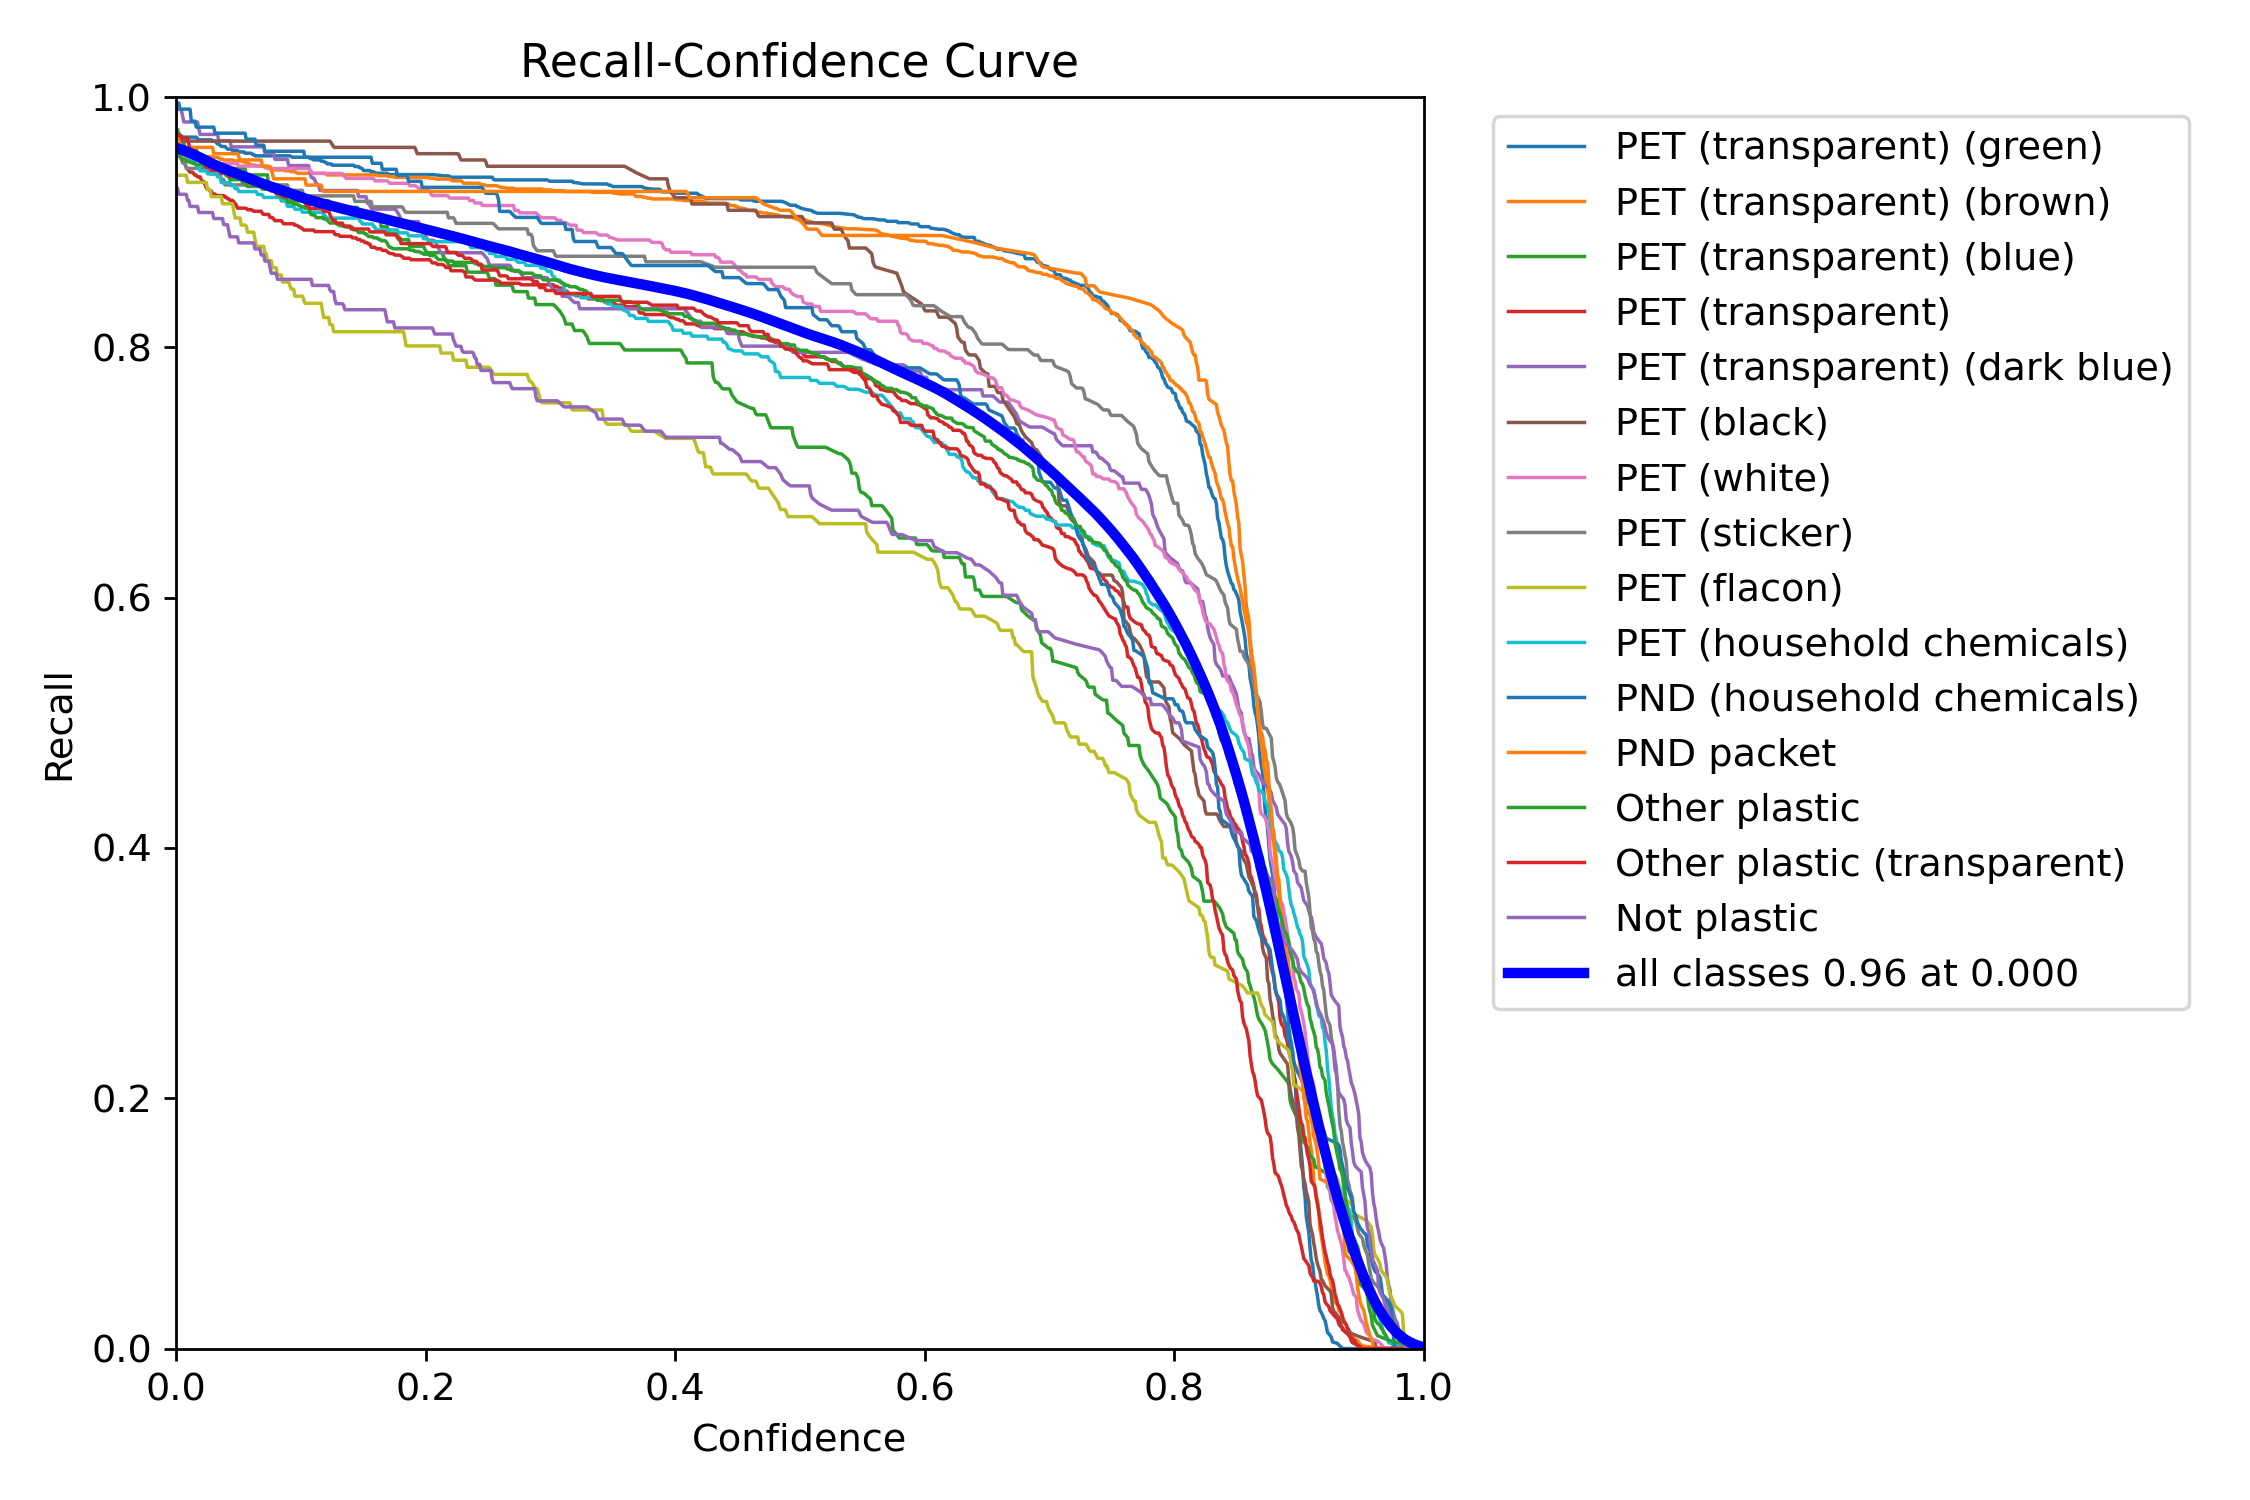 Recall-Confidence Curve
1.0
0.8
0.6
0.4
0.2
0.0
Recall
0.0 0.2 0.4 0.6 0.8 1.0
Confidence
PET (transparent) (green)
PET (transparent) (brown)
PET (transparent) (blue)
PET (transparent)
PET (transparent) (dark blue)
PET (black)
PET (white)
PET (sticker)
PET (flacon)
PET (household chemicals)
PND (household chemicals)
PND packet
Other plastic
Other plastic (transparent)
Not plastic
all classes 0.96 at 0.000